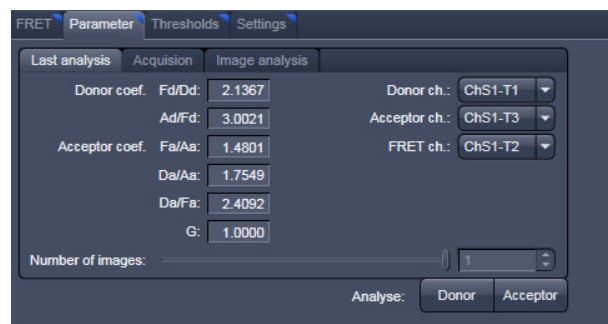 FRET Parameter Thresholds Settings
Last analysis Acquision Image analysis
Donor coef. Fd/Dd: 2.1367 Donor ch.: ChS1-T1
Ad/Fd: 3.0021 Acceptor ch.: ChS1-T3
Acceptor coef. Fa/Aa: 1.4801 FRET ch.: ChS1-T2
Da/Aa: 1.7549
Da/Fa: 2.4092
G: 1.0000
Number of images: 1
Analyse: Donor Acceptor